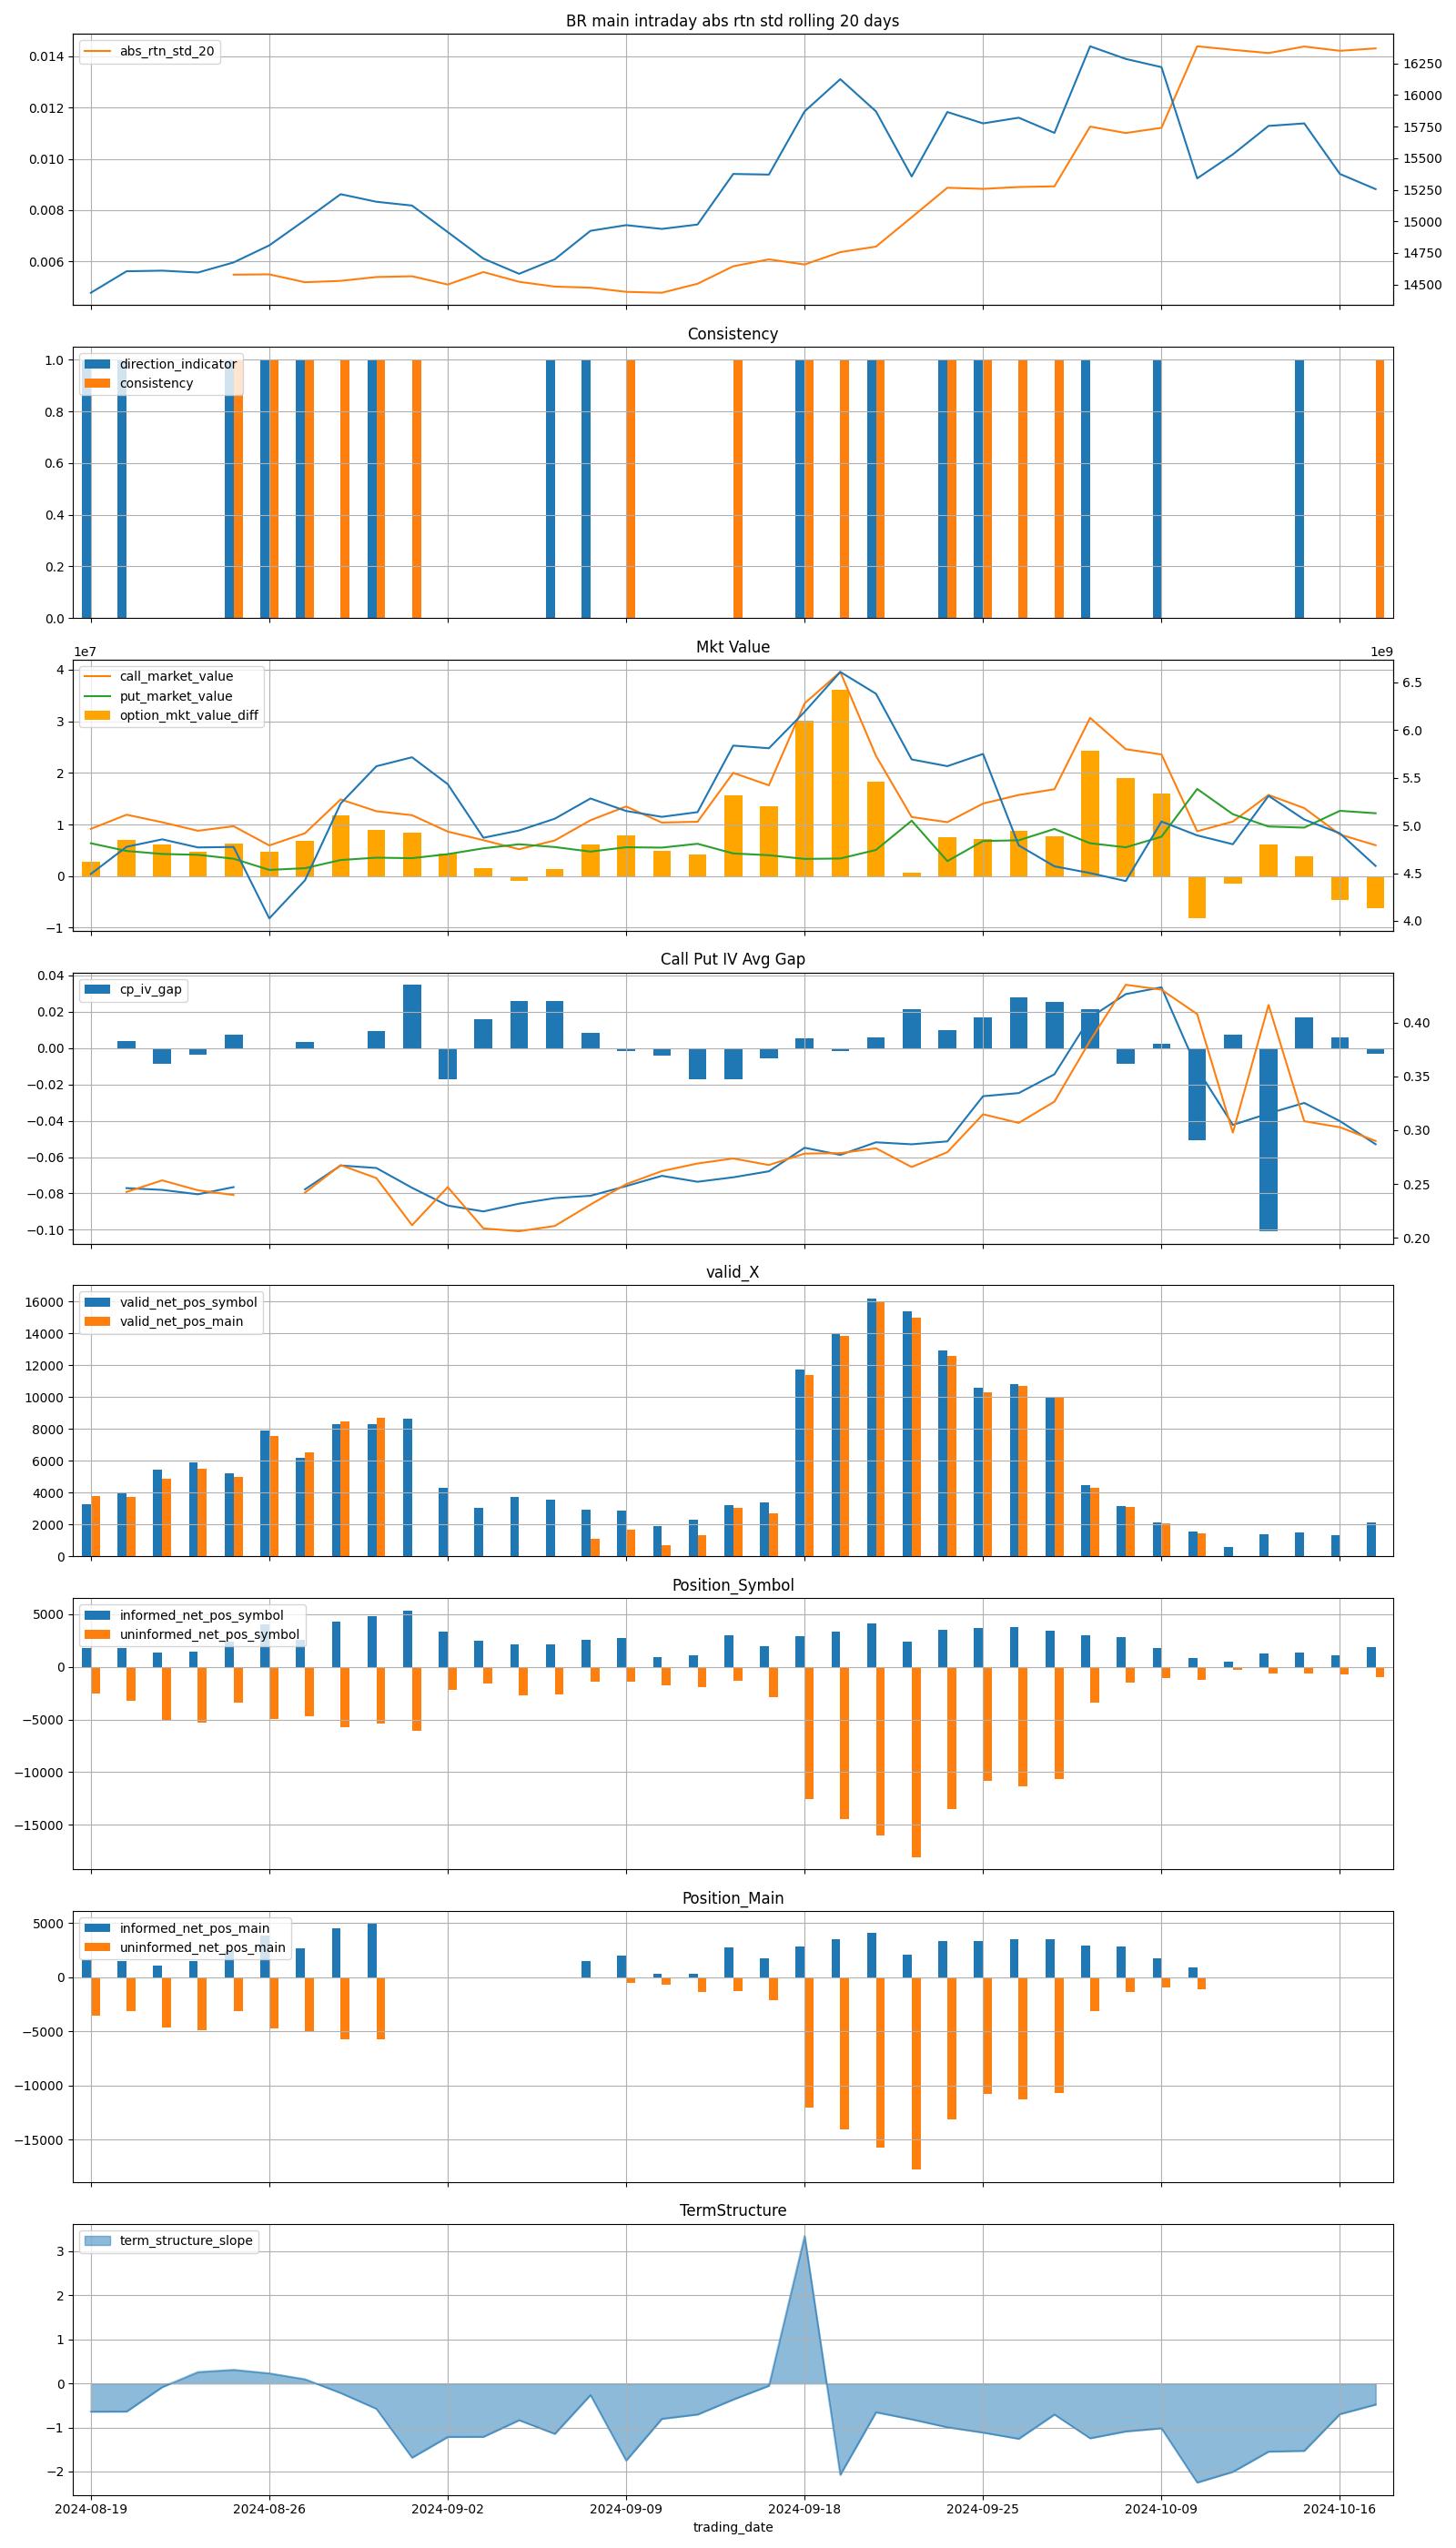 BR main intraday abs rtn std rolling 20 days
abs_rtn_std_20
0.014
0.012
0.010
0.008
0.006
16250
16000
15750
15500
15250
15000
14750
14500
Consistency
direction_indicator
consistency
1.0
0.8
0.6
0.4
0.2
0.0
Mkt Value
1e7
1e9
call_market_value
put_market_value
option_mkt_value_diff
4
3
2
1
0
−1
6.5
6.0
5.5
5.0
4.5
4.0
Call Put IV Avg Gap
cp_iv_gap
0.04
0.02
0.00
−0.02
−0.04
−0.06
−0.08
−0.10
0.40
0.35
0.30
0.25
0.20
valid_X
valid_net_pos_symbol
valid_net_pos_main
16000
14000
12000
10000
8000
6000
4000
2000
0
Position_Symbol
informed_net_pos_symbol
uninformed_net_pos_symbol
5000
0
−5000
−10000
−15000
Position_Main
informed_net_pos_main
uninformed_net_pos_main
5000
0
−5000
−10000
−15000
TermStructure
term_structure_slope
3
2
1
0
−1
−2
2024-08-19 2024-08-26 2024-09-02 2024-09-09 2024-09-18 2024-09-25 2024-10-09 2024-10-16
trading_date